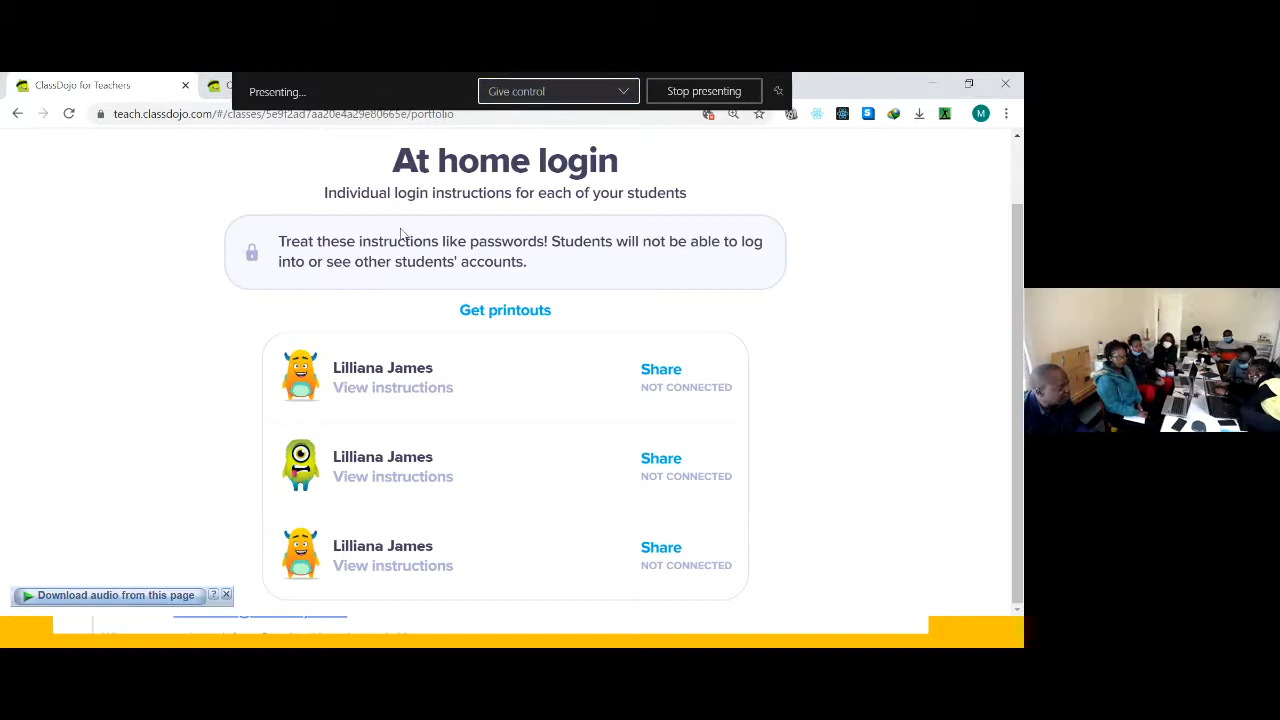 ClassDojo for Teachers
Presenting...
Give control
Stop presenting
teach.classdojo.com/#/classes/5e9f2ad7aa20e4a29e80665e/portfolio
M
At home login
Individual login instructions for each of your students
Treat these instructions like passwords! Students will not be able to log
into or see other students' accounts.
Get printouts
Lilliana James
Share
View instructions
NOT CONNECTED
Lilliana James
Share
View instructions
NOT CONNECTED
Lilliana James
Share
View instructions
NOT CONNECTED
Download audio from this page
?